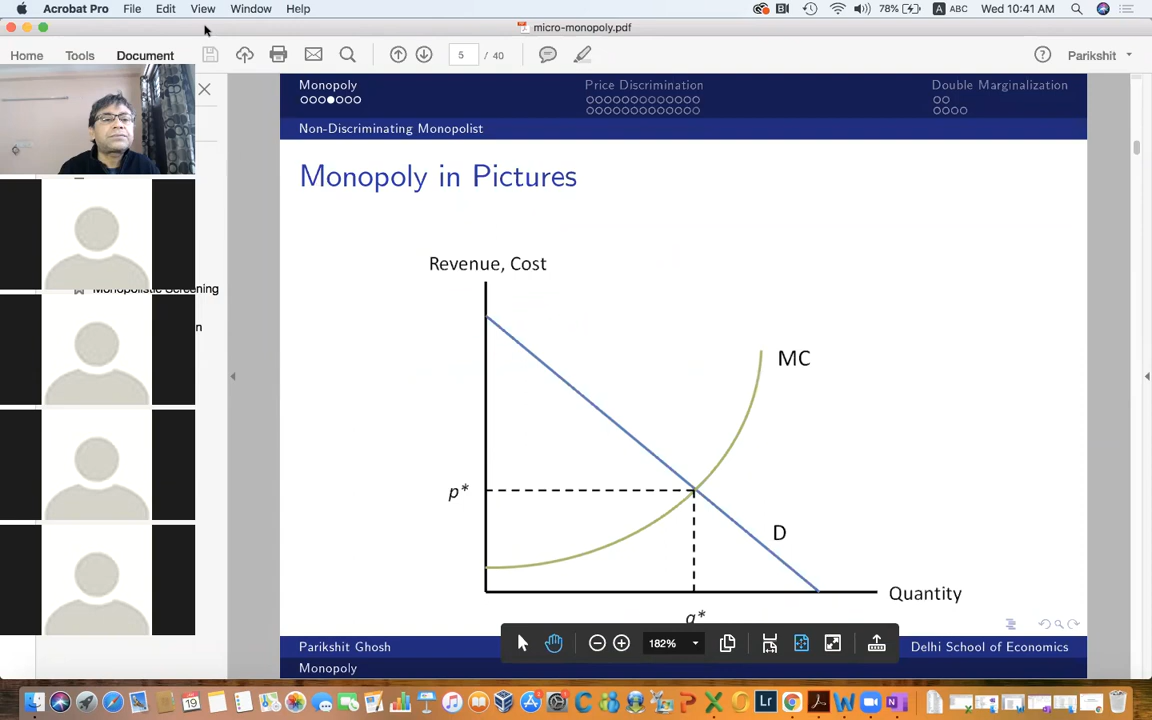 Acrobat Pro File Edit View Window Help 78% A ABC Wed 10:41 AM
micro-monopoly.pdf
Home Tools Document 5 / 40 Parikshit
Monopoly Price Discrimination Double Marginalization
Non-Discriminating Monopolist
Monopoly in Pictures
Revenue, Cost
Monopolistic Screening
n
MC
p*
D
Quantity
q*
182%
Parikshit Ghosh Delhi School of Economics
Monopoly